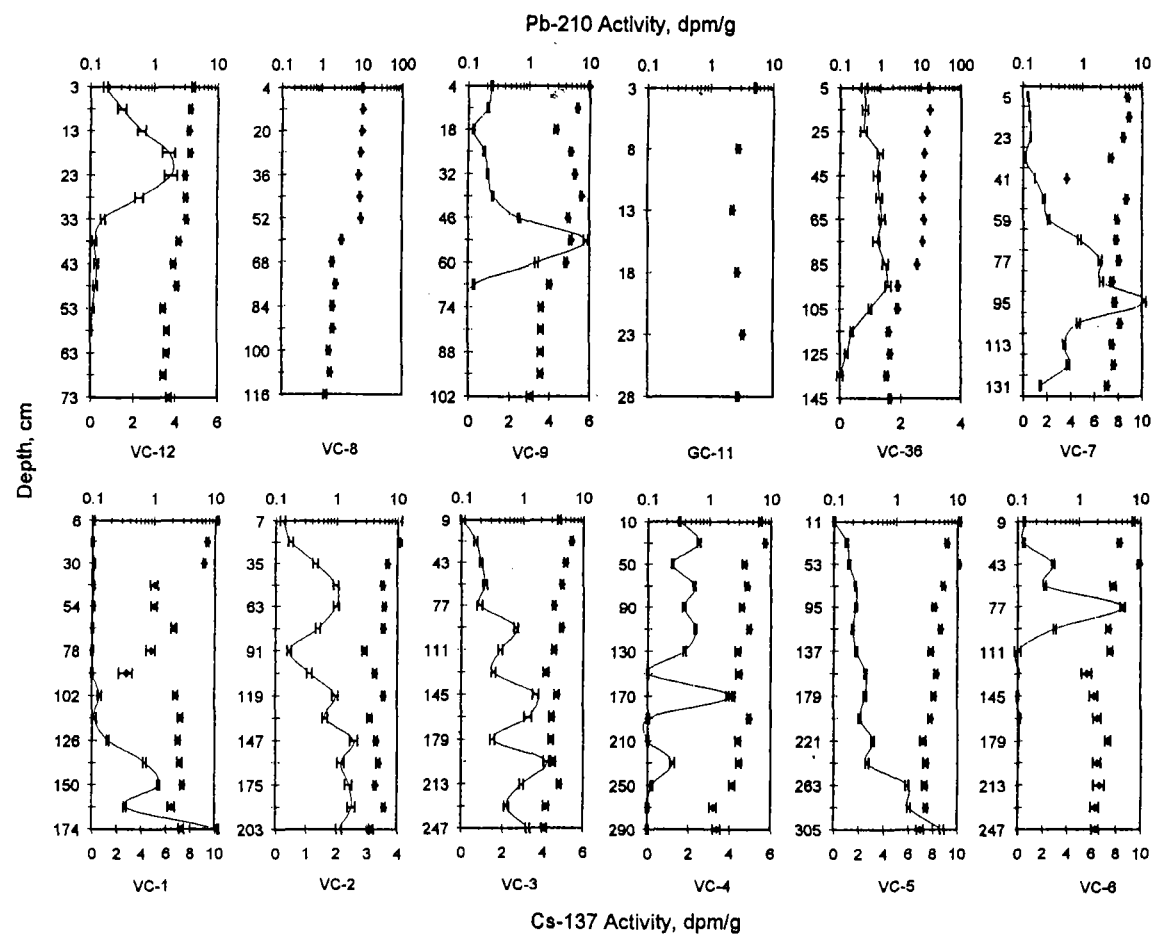 Pb-210 Activity, dpm/g
0.1 1 10
0.1 1 10 100
0.1 1 10
0.1 1 10
0.1 1 10 100
0.1 1 10
3
13
23
33
43
53
63
73
4
20
36
52
68
84
100
116
4
18
32
46
60
74
88
102
3
8
13
18
23
28
5
25
45
65
85
105
125
145
5
23
41
59
77
95
113
131
0 2 4 6
0 2 4 6
0 2 4
0 2 4 6 8 10
VC-12
VC-8
VC-9
GC-11
VC-36
VC-7
Depth, cm
0.1 1 10
0.1 1 10
0.1 1 10
0.1 1 10
0.1 1 10
0.1 1 10
6
30
54
78
102
126
150
174
7
35
63
91
119
147
175
203
9
43
77
111
145
179
213
247
10
50
90
130
170
210
250
290
11
53
95
137
179
221
263
305
9
43
77
111
145
179
213
247
0 2 4 6 8 10
0 1 2 3 4
0 2 4 6
0 2 4 6
0 2 4 6 8 10
0 2 4 6 8 10
VC-1
VC-2
VC-3
VC-4
VC-5
VC-6
Cs-137 Activity, dpm/g